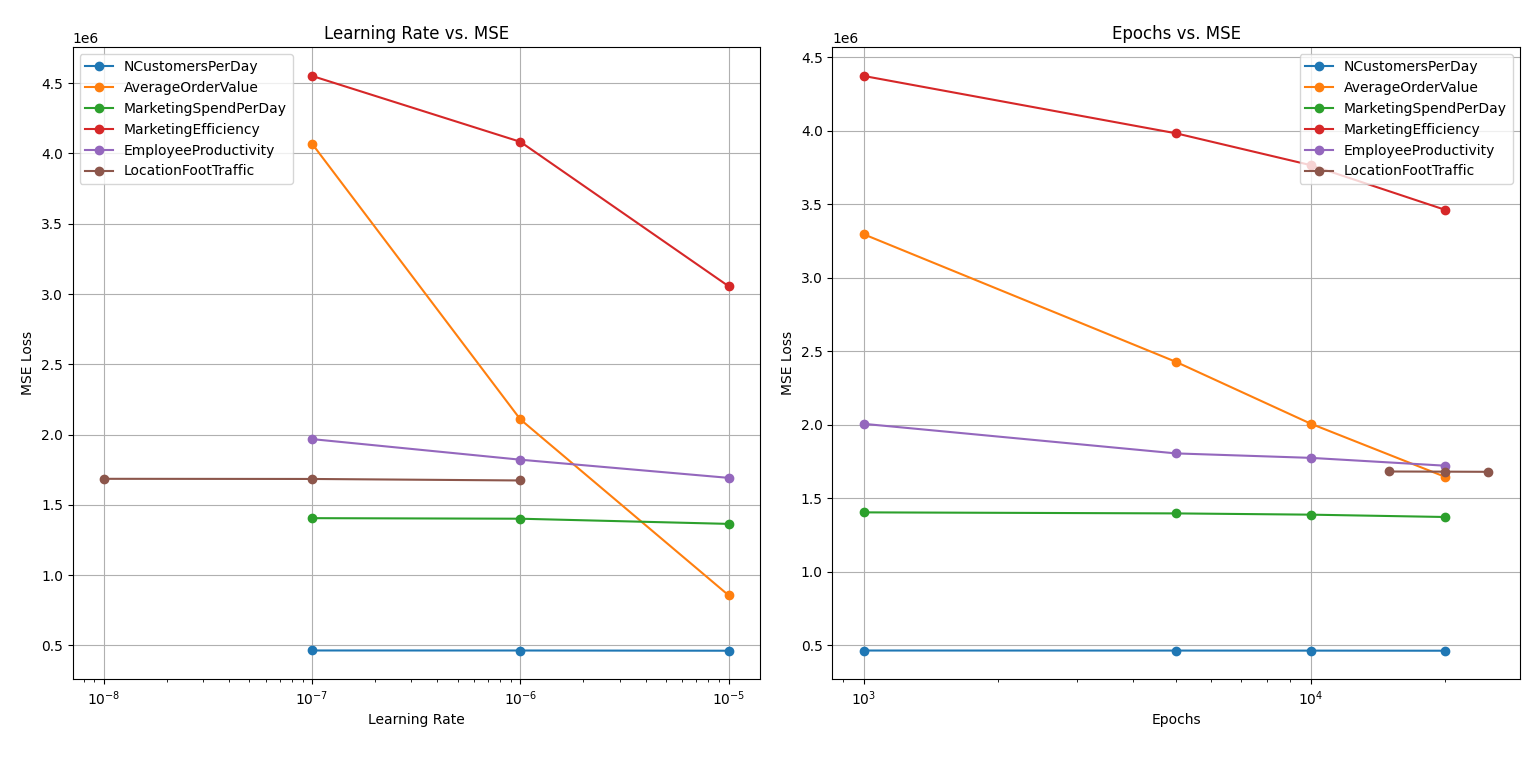 Learning Rate vs. MSE
1e6
NCustomersPerDay
AverageOrderValue
MarketingSpendPerDay
MarketingEfficiency
EmployeeProductivity
LocationFootTraffic
4.5
4.0
3.5
3.0
2.5
2.0
1.5
1.0
0.5
MSE Loss
10⁻⁸
10⁻⁷
10⁻⁶
10⁻⁵
Learning Rate
Epochs vs. MSE
1e6
NCustomersPerDay
AverageOrderValue
MarketingSpendPerDay
MarketingEfficiency
EmployeeProductivity
LocationFootTraffic
4.5
4.0
3.5
3.0
2.5
2.0
1.5
1.0
0.5
MSE Loss
10³
10⁴
Epochs